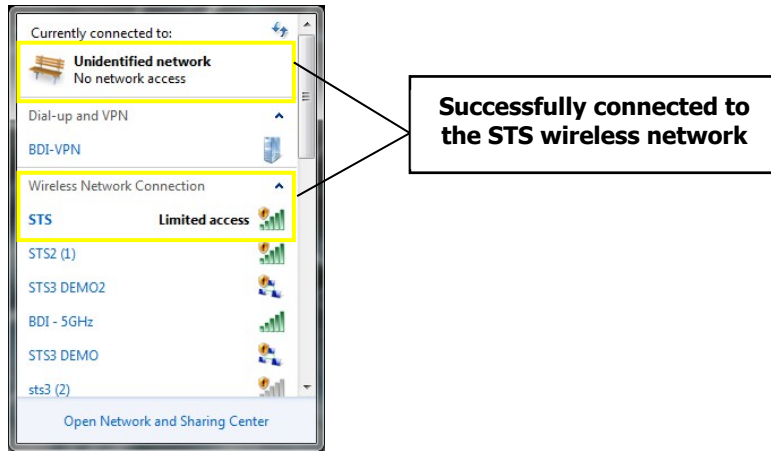 Currently connected to:
Unidentified network
No network access
Dial-up and VPN
BDI-VPN
Wireless Network Connection
STS Limited access
STS2 (1)
STS3 DEMO2
BDI - 5GHz
STS3 DEMO
sts3 (2)
Open Network and Sharing Center
Successfully connected to
the STS wireless network